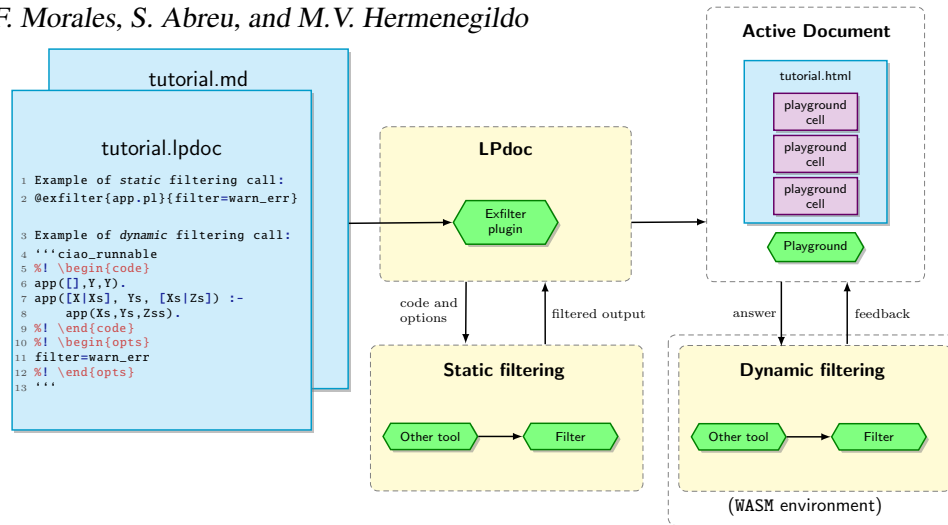 F. Morales, S. Abreu, and M.V. Hermenegildo
tutorial.md
tutorial.lpdoc
1 Example of static filtering call:
2 @exfilter{app.pl}{filter=warn_err}
3 Example of dynamic filtering call:
4 ‘‘‘ciao_runnable
5 %! \begin{code}
6 app([],Y,Y).
7 app([X|Xs], Ys, [Xs|Zs]) :-
8 app(Xs,Ys,Zss).
9 %! \end{code}
10 %! \begin{opts}
11 filter=warn_err
12 %! \end{opts}
13 ‘‘‘
LPdoc
Exfilter
plugin
code and
options
filtered output
Static filtering
Other tool
Filter
Active Document
tutorial.html
playground
cell
playground
cell
playground
cell
Playground
answer
feedback
Dynamic filtering
Other tool
Filter
(WASM environment)